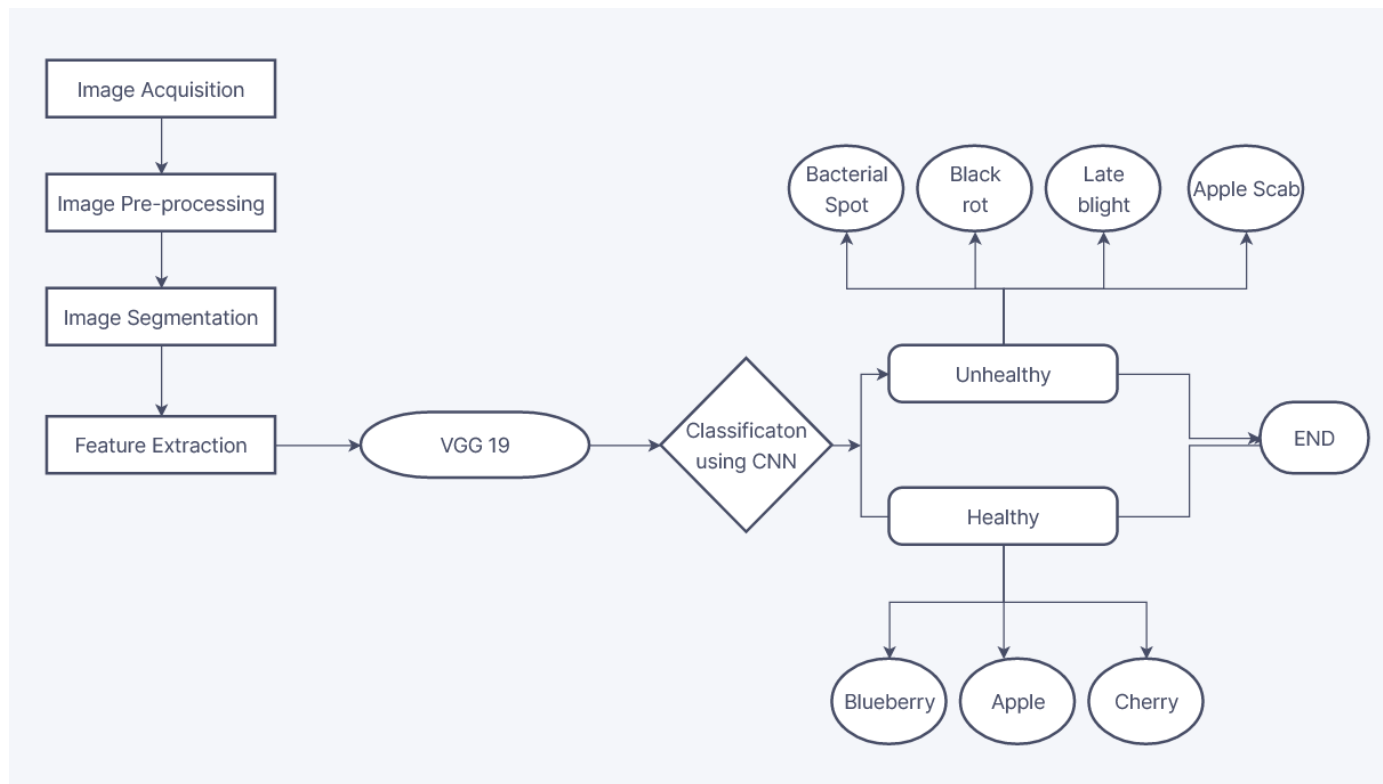 Image Acquisition
Image Pre-processing
Image Segmentation
Feature Extraction
VGG 19
Classificaton
using CNN
Bacterial
Spot
Black
rot
Late
blight
Apple Scab
Unhealthy
END
Healthy
Blueberry
Apple
Cherry